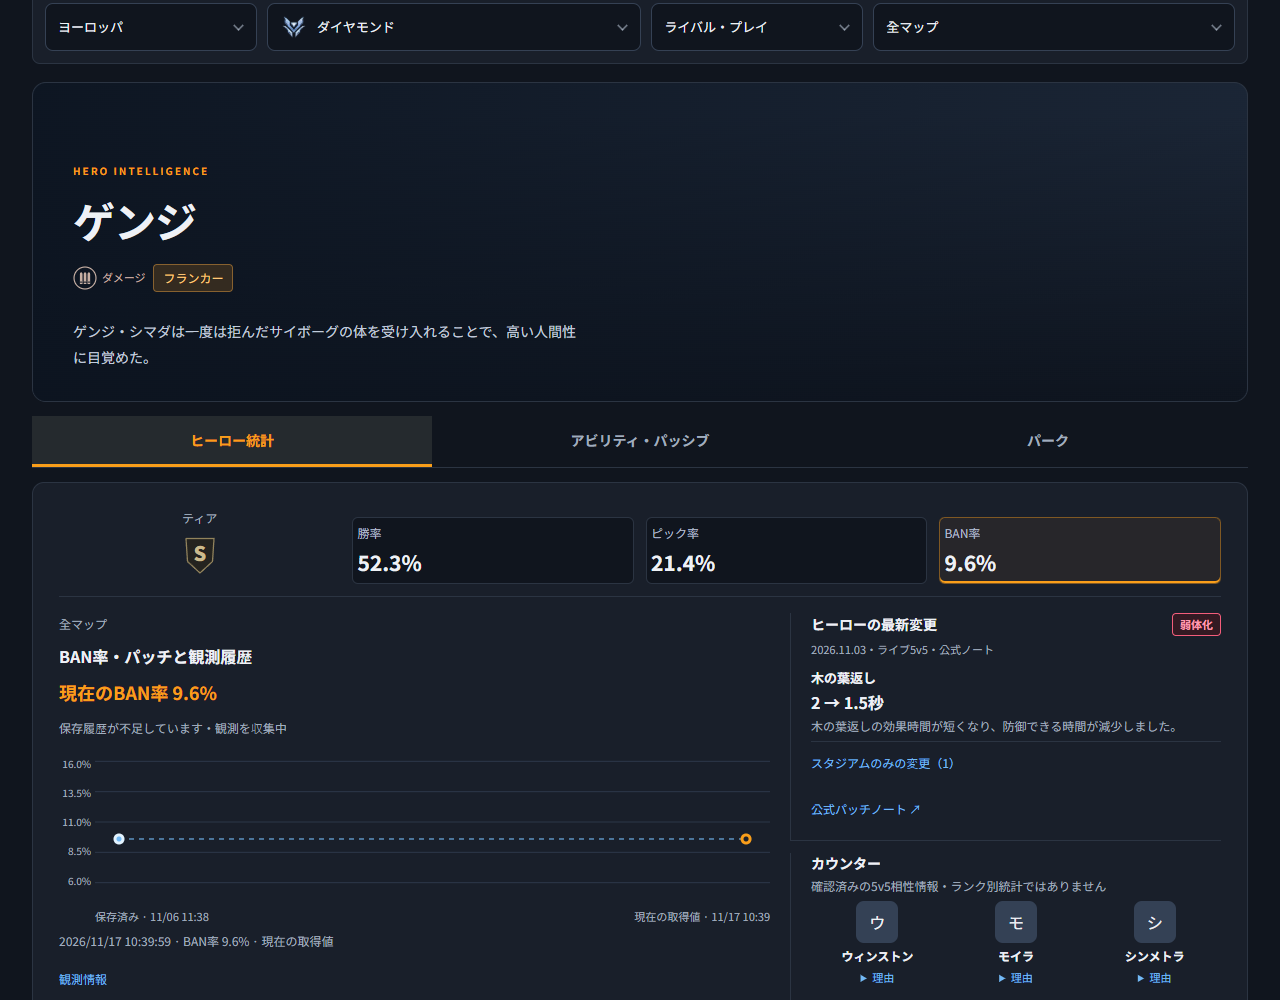 ヨーロッパ
ダイヤモンド
ライバル・プレイ
全マップ
HERO INTELLIGENCE
ゲンジ
ダメージ
フランカー
ゲンジ・シマダは一度は拒んだサイボーグの体を受け入れることで、高い人間性
に目覚めた。
ヒーロー統計
アビリティ・パッシブ
パーク
ティア
S
勝率
52.3%
ピック率
21.4%
BAN率
9.6%
全マップ
BAN率・パッチと観測履歴
現在のBAN率 9.6%
保存履歴が不足しています・観測を収集中
16.0%
13.5%
11.0%
8.5%
6.0%
保存済み · 11/06 11:38
現在の取得値 · 11/17 10:39
2026/11/17 10:39:59 · BAN率 9.6% · 現在の取得値
観測情報
ヒーローの最新変更
弱体化
2026.11.03・ライブ5v5・公式ノート
木の葉返し
2 → 1.5秒
木の葉返しの効果時間が短くなり、防御できる時間が減少しました。
スタジアムのみの変更（1）
公式パッチノート ↗
カウンター
確認済みの5v5相性情報・ランク別統計ではありません
ウ
ウィンストン
▶ 理由
モ
モイラ
▶ 理由
シ
シンメトラ
▶ 理由